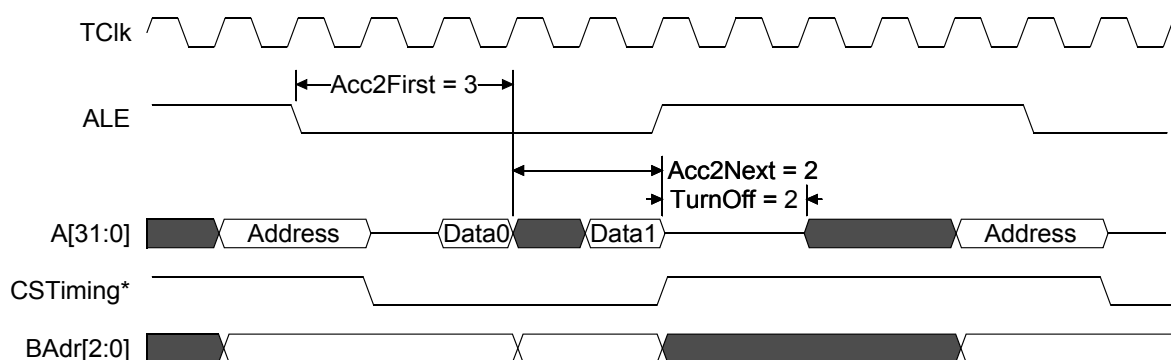 TClk
Acc2First = 3
ALE
Acc2Next = 2
TurnOff = 2
A[31:0] Address Data0 Data1 Address
CSTiming*
BAdr[2:0]